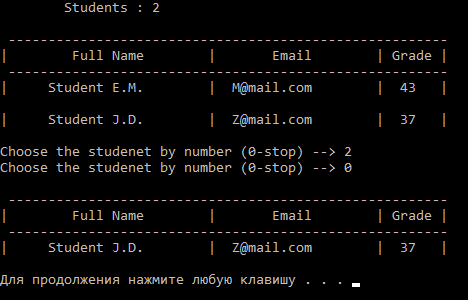 Students : 2
-------------------------------------------------------
| Full Name | Email | Grade |
-------------------------------------------------------
| Student E.M. | M@mail.com | 43 |
| Student J.D. | Z@mail.com | 37 |
Choose the studenet by number (0-stop) --> 2
Choose the studenet by number (0-stop) --> 0
-------------------------------------------------------
| Full Name | Email | Grade |
-------------------------------------------------------
| Student J.D. | Z@mail.com | 37 |
Для продолжения нажмите любую клавишу . . .